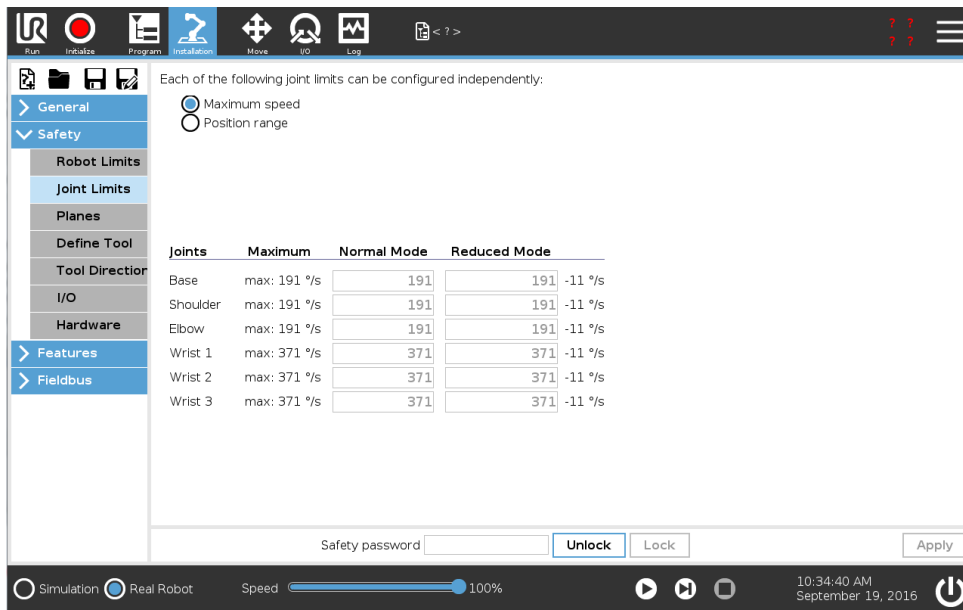 UR
Run
Initialize
Program
Installation
Move
I/O
Log
< ? >
? ?
? ?
Each of the following joint limits can be configured independently:
Maximum speed
Position range
General
Safety
Robot Limits
Joint Limits
Planes
Define Tool
Tool Direction
I/O
Hardware
Features
Fieldbus
Joints Maximum Normal Mode Reduced Mode
Base max: 191 °/s 191 191 -11 °/s
Shoulder max: 191 °/s 191 191 -11 °/s
Elbow max: 191 °/s 191 191 -11 °/s
Wrist 1 max: 371 °/s 371 371 -11 °/s
Wrist 2 max: 371 °/s 371 371 -11 °/s
Wrist 3 max: 371 °/s 371 371 -11 °/s
Safety password Unlock Lock Apply
Simulation Real Robot Speed 100%
10:34:40 AM
September 19, 2016